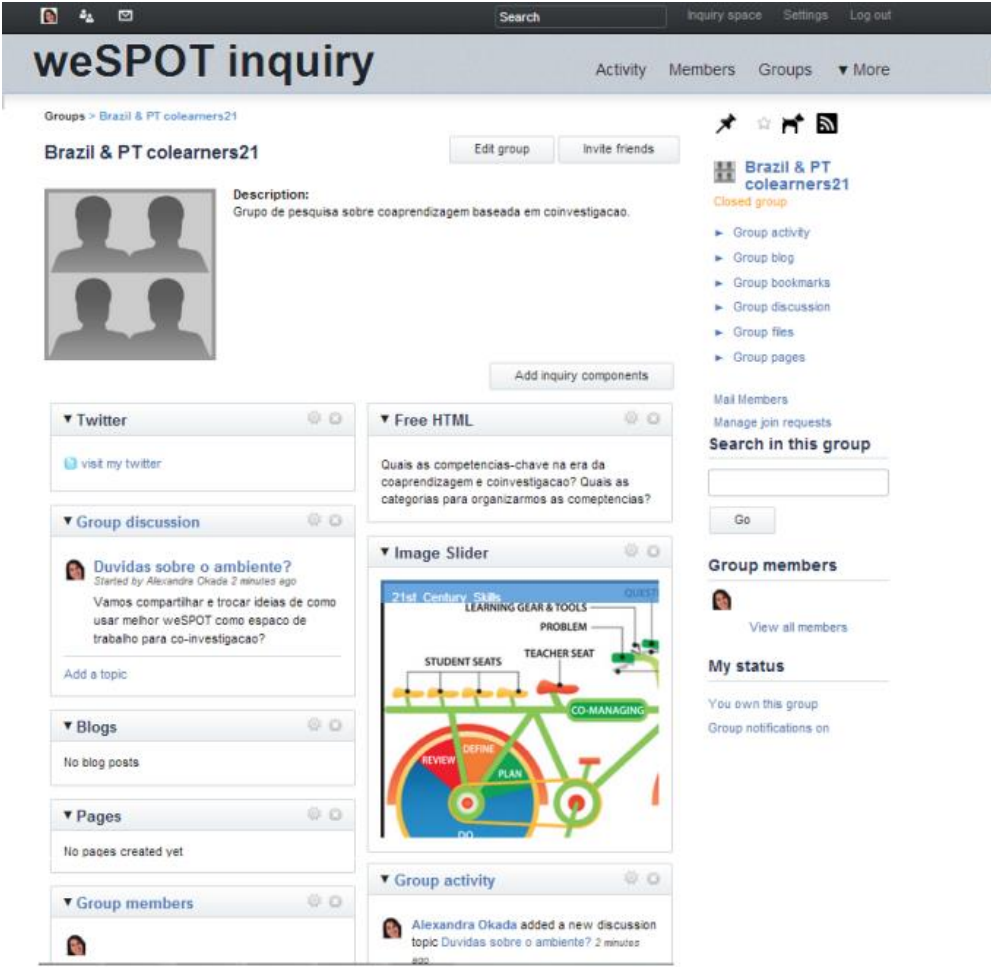 Search
Inquiry space Settings Log out
weSPOT inquiry
Activity Members Groups ▼ More
Groups > Brazil & PT colearners21
Brazil & PT colearners21
Edit group Invite friends
Description:
Grupo de pesquisa sobre coaprendizagem baseada em coinvestigacao.
Add inquiry components
▼ Twitter
visit my twitter
▼ Group discussion
Duvidas sobre o ambiente?
Started by Alexandra Okada 2 minutes ago
Vamos compartilhar e trocar ideias de como
usar melhor weSPOT como espaco de
trabalho para co-investigacao?
Add a topic
▼ Blogs
No blog posts
▼ Pages
No pages created yet
▼ Group members
▼ Free HTML
Quais as competencias-chave na era da
coaprendizagem e coinvestigacao? Quais as
categorias para organizarmos as comeptencias?
▼ Image Slider
21st Century Skills
LEARNING GEAR & TOOLS
PROBLEM
TEACHER SEAT
STUDENT SEATS
CO-MANAGING
REVIEW
DEFINE
PLAN
DO
▼ Group activity
Alexandra Okada added a new discussion
topic Duvidas sobre o ambiente? 2 minutes
ago
Brazil & PT
colearners21
Closed group
► Group activity
► Group blog
► Group bookmarks
► Group discussion
► Group files
► Group pages
Mail Members
Manage join requests
Search in this group
Go
Group members
View all members
My status
You own this group
Group notifications on